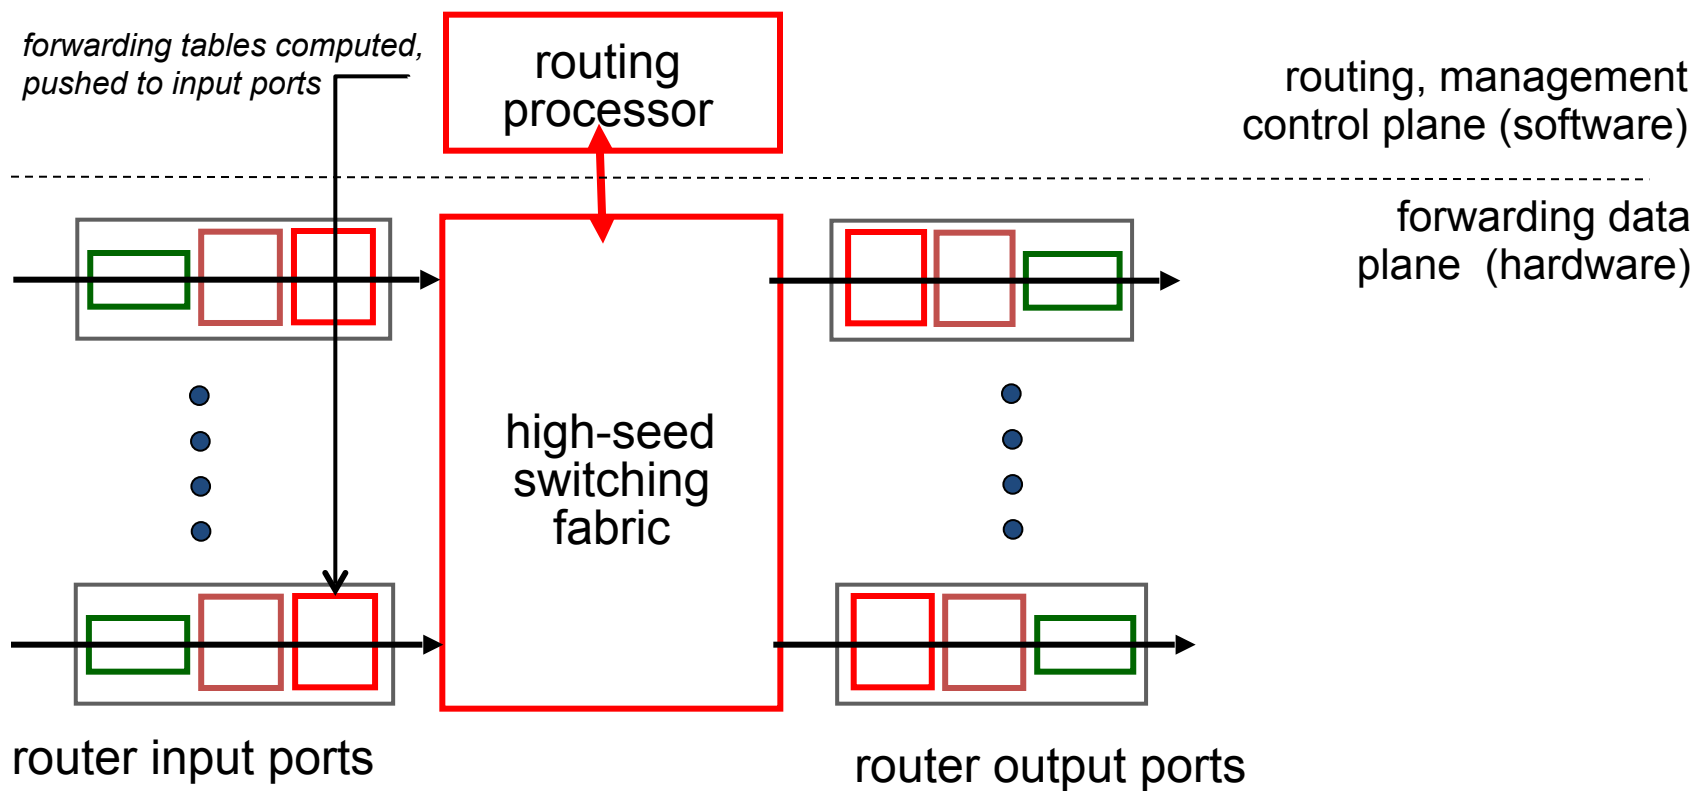 forwarding tables computed,
pushed to input ports
routing
processor
routing, management
control plane (software)
forwarding data
plane  (hardware)
high-seed
switching
fabric
router input ports
router output ports